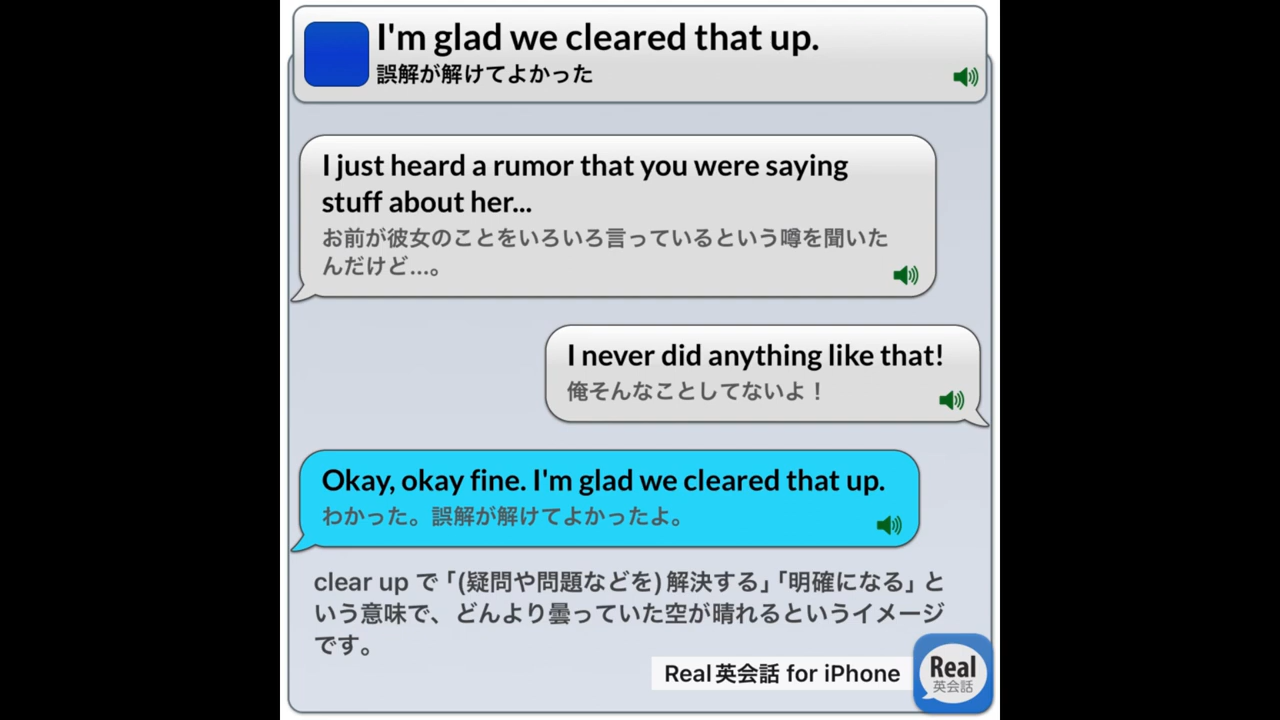 I'm glad we cleared that up.
誤解が解けてよかった
I just heard a rumor that you were saying
stuff about her...
お前が彼女のことをいろいろ言っているという噂を聞いた
んだけど…。
I never did anything like that!
俺そんなことしてないよ！
Okay, okay fine. I'm glad we cleared that up.
わかった。誤解が解けてよかったよ。
clear up で「(疑問や問題などを) 解決する」「明確になる」と
いう意味で、どんより曇っていた空が晴れるというイメージ
です。
Real英会話 for iPhone
Real
英会話